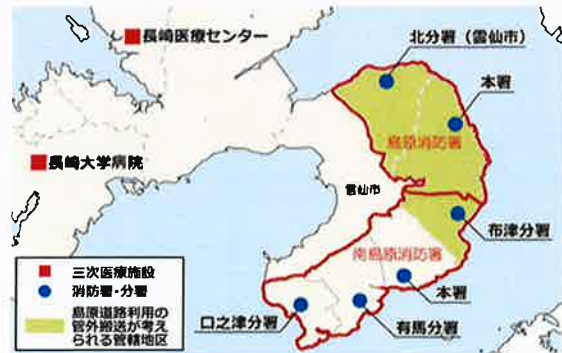 長崎医療センター
北分署（雲仙市）
本署
島原消防署
長崎大学病院
雲仙市
布津分署
南島原消防署
本署
有馬分署
口之津分署
三次医療施設
消防署・分署
島原道路利用の
管外搬送が考え
られる管轄地区